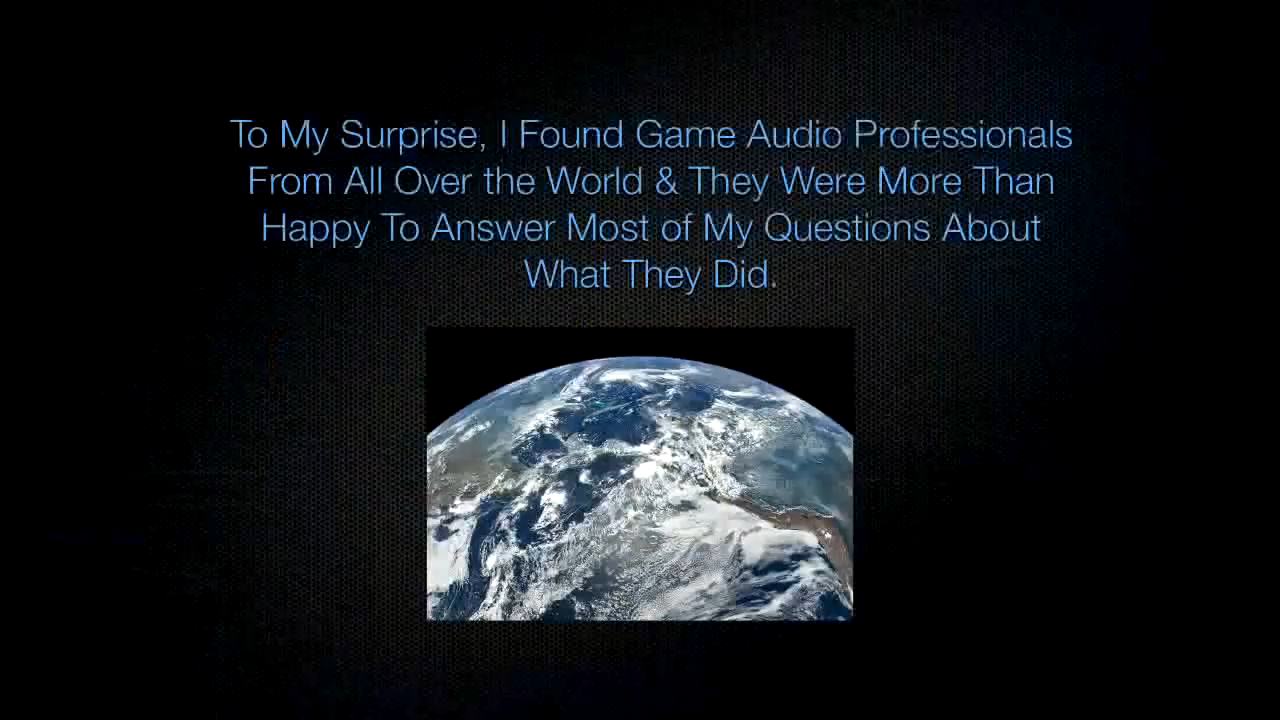 To My Surprise, I Found Game Audio Professionals
From All Over the World & They Were More Than
Happy To Answer Most of My Questions About
What They Did.